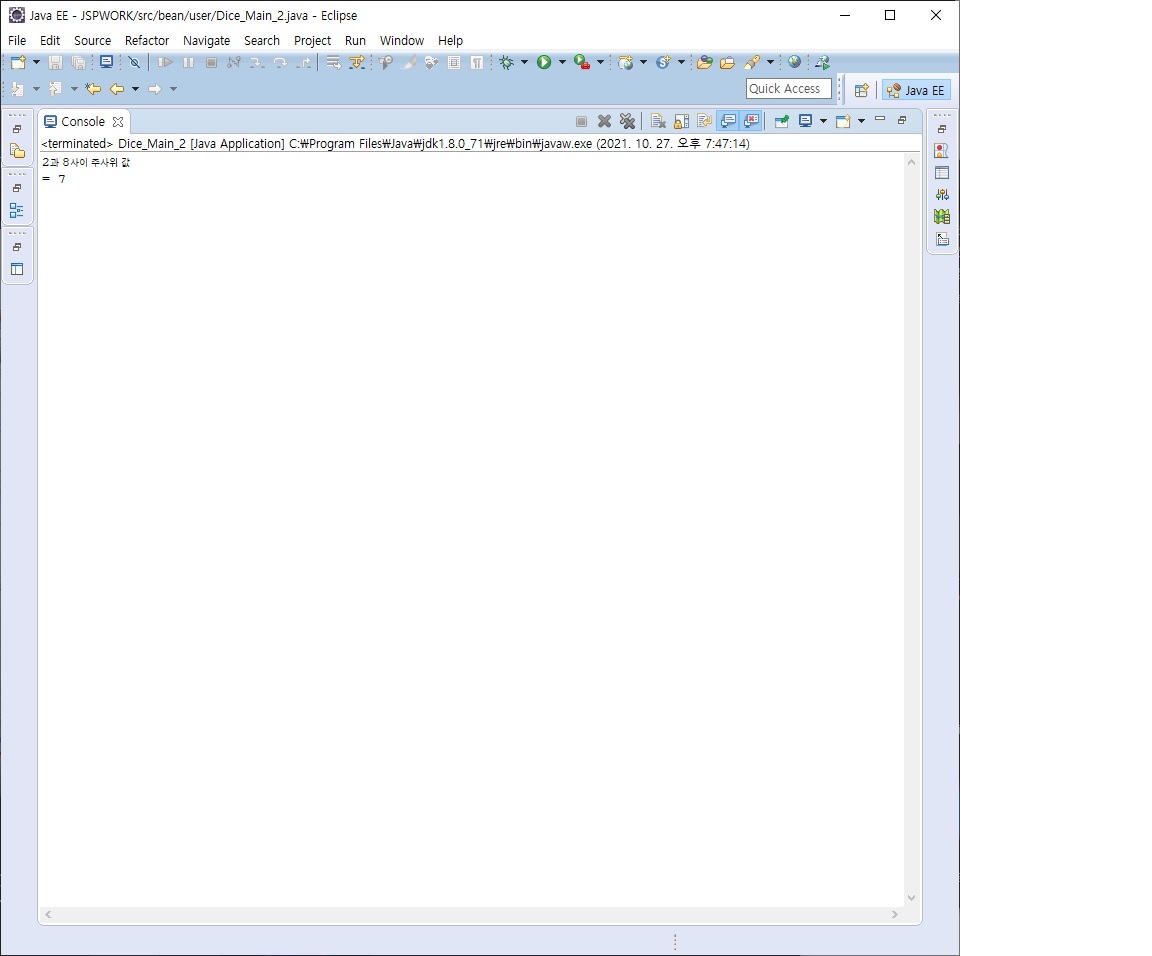 Java EE - JSPWORK/src/bean/user/Dice_Main_2.java - Eclipse
File Edit Source Refactor Navigate Search Project Run Window Help
Quick Access
Java EE
Console
<terminated> Dice_Main_2 [Java Application] C:₩Program Files₩Java₩jdk1.8.0_71₩jre₩bin₩javaw.exe (2021. 10. 27. 오후 7:47:14)
2과 8사이 주사위 값
= 7